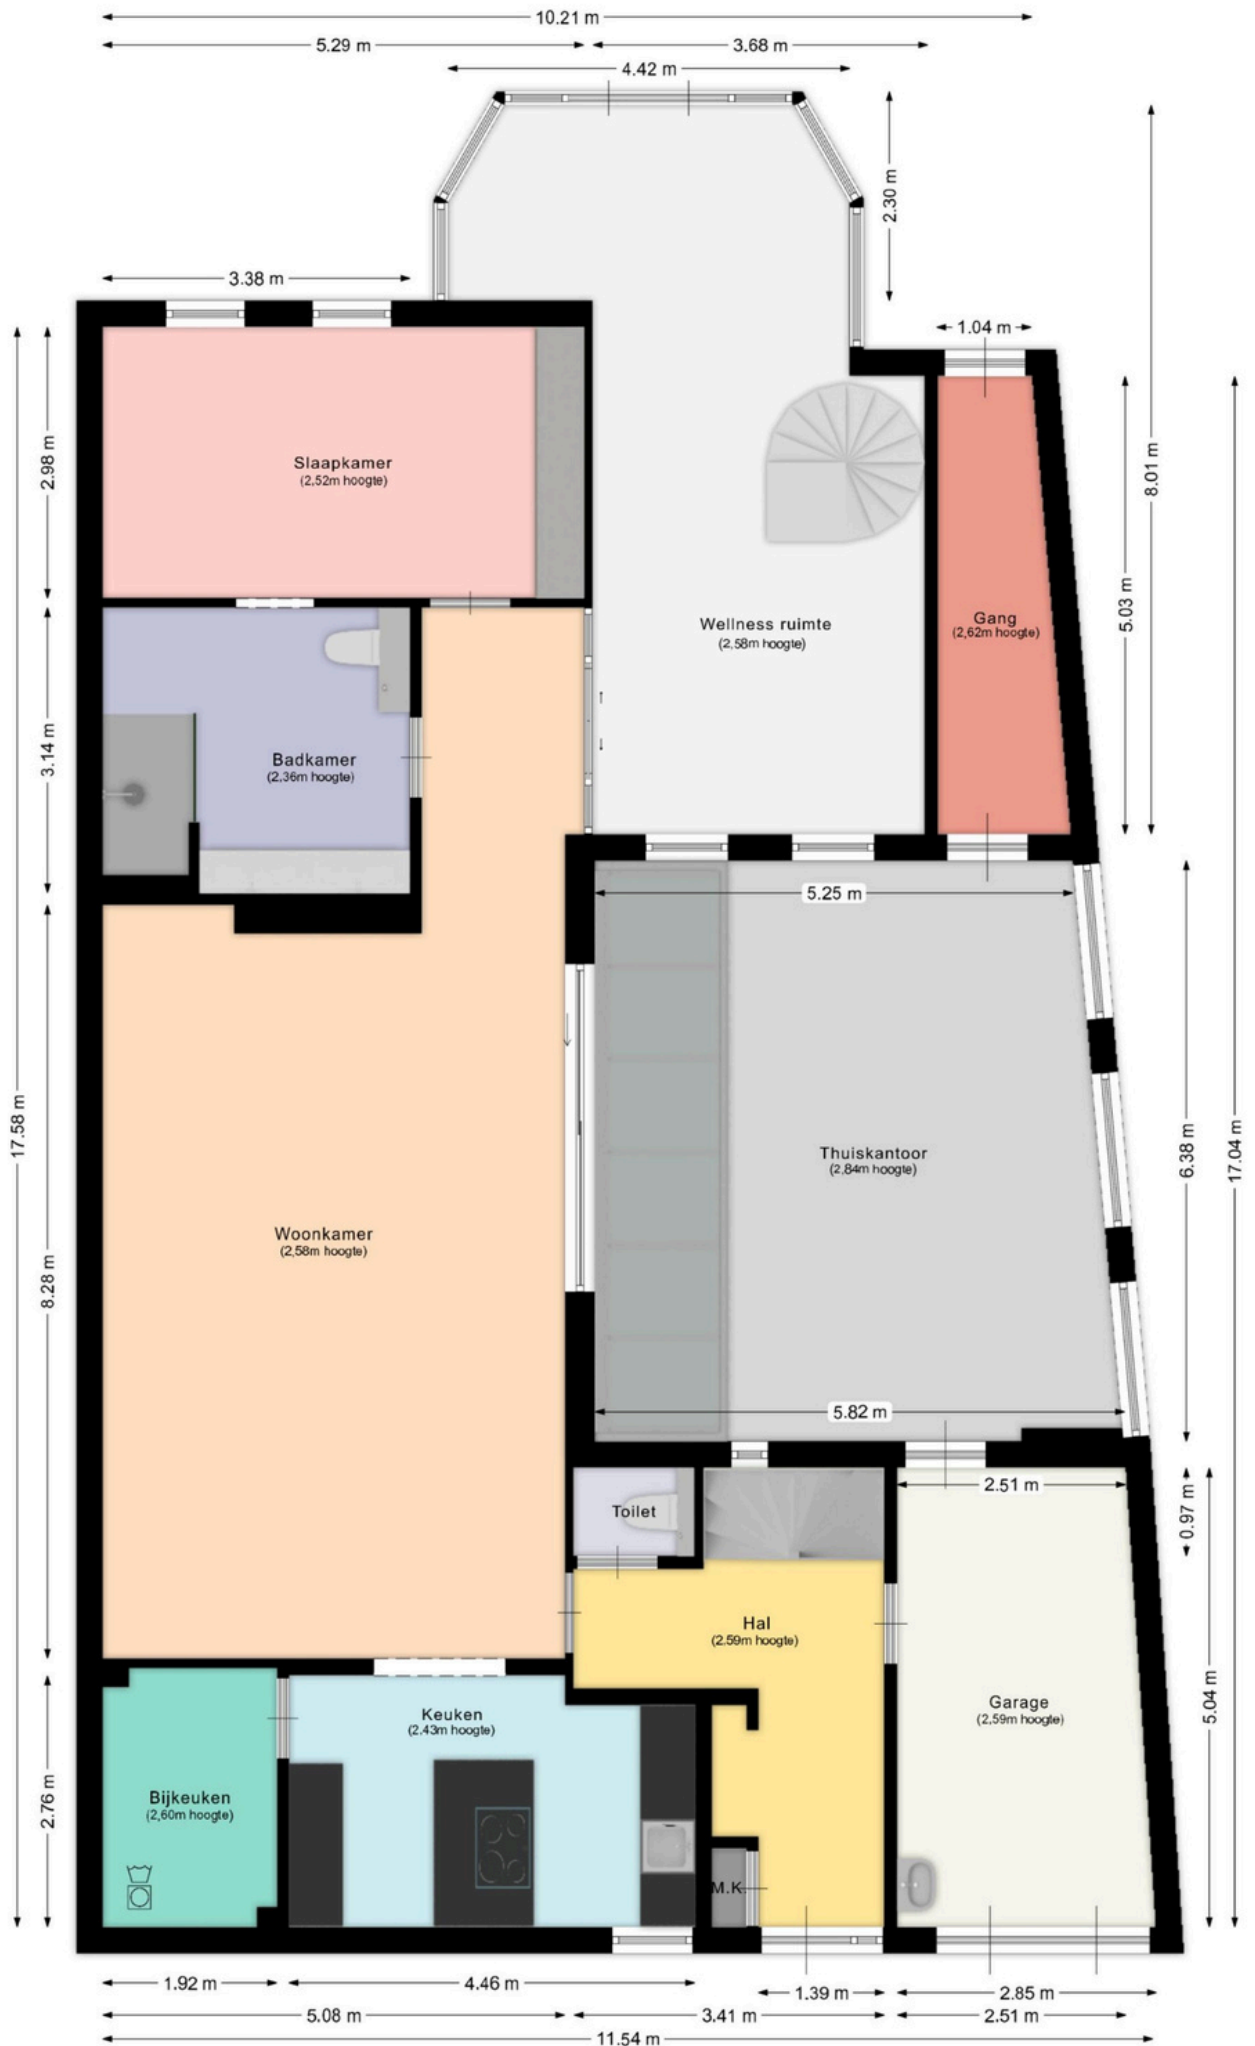 10.21 m
5.29 m
3.68 m
4.42 m
2.30 m
3.38 m
1.04 m
2.98 m
Slaapkamer
(2,52m hoogte)
8.01 m
5.03 m
Wellness ruimte
(2,58m hoogte)
Gang
(2,62m hoogte)
3.14 m
Badkamer
(2,36m hoogte)
5.25 m
17.58 m
17.04 m
6.38 m
Thuiskantoor
(2,84m hoogte)
Woonkamer
(2,58m hoogte)
8.28 m
5.82 m
2.51 m
0.97 m
Toilet
Hal
(2.59m hoogte)
5.04 m
Garage
(2,59m hoogte)
Keuken
(2.43m hoogte)
2.76 m
Bijkeuken
(2,60m hoogte)
M.K.
1.92 m
4.46 m
1.39 m
2.85 m
5.08 m
3.41 m
2.51 m
11.54 m